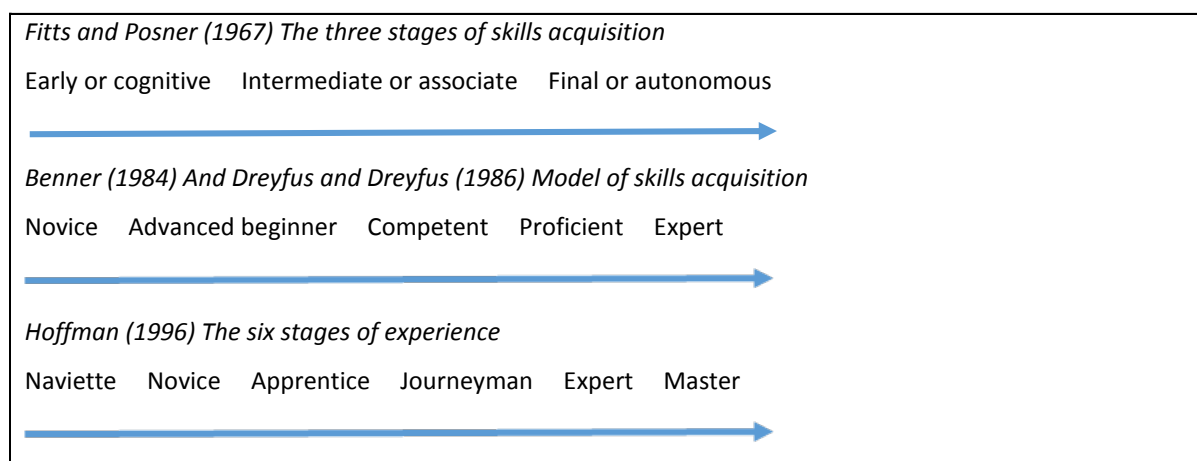 Fitts and Posner (1967) The three stages of skills acquisition
Early or cognitive Intermediate or associate Final or autonomous
Benner (1984) And Dreyfus and Dreyfus (1986) Model of skills acquisition
Novice Advanced beginner Competent Proficient Expert
Hoffman (1996) The six stages of experience
Naviette Novice Apprentice Journeyman Expert Master